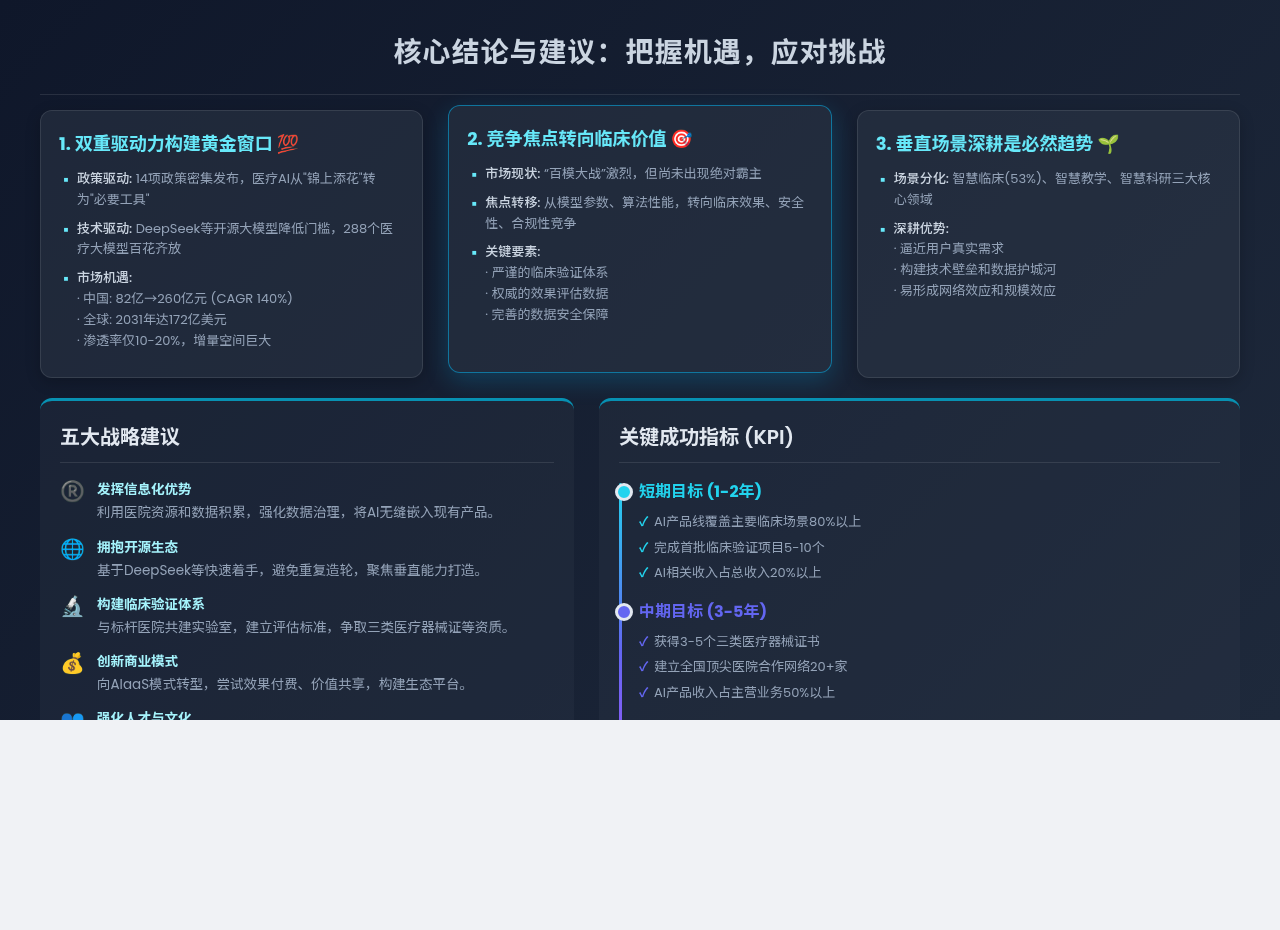 核心结论与建议：把握机遇，应对挑战
1. 双重驱动力构建黄金窗口 💯
▪ 政策驱动: 14项政策密集发布，医疗AI从"锦上添花"转
为"必要工具"
▪ 技术驱动: DeepSeek等开源大模型降低门槛，288个医
疗大模型百花齐放
▪ 市场机遇:
· 中国: 82亿→260亿元 (CAGR 140%)
· 全球: 2031年达172亿美元
· 渗透率仅10-20%，增量空间巨大
2. 竞争焦点转向临床价值 🎯
▪ 市场现状: "百模大战"激烈，但尚未出现绝对霸主
▪ 焦点转移: 从模型参数、算法性能，转向临床效果、安全
性、合规性竞争
▪ 关键要素:
· 严谨的临床验证体系
· 权威的效果评估数据
· 完善的数据安全保障
3. 垂直场景深耕是必然趋势 🌱
▪ 场景分化: 智慧临床(53%)、智慧教学、智慧科研三大核
心领域
▪ 深耕优势:
· 逼近用户真实需求
· 构建技术壁垒和数据护城河
· 易形成网络效应和规模效应
五大战略建议
® 发挥信息化优势
利用医院资源和数据积累，强化数据治理，将AI无缝嵌入现有产品。
拥抱开源生态
基于DeepSeek等快速着手，避免重复造轮，聚焦垂直能力打造。
构建临床验证体系
与标杆医院共建实验室，建立评估标准，争取三类医疗器械证等资质。
创新商业模式
向AIaaS模式转型，尝试效果付费、价值共享，构建生态平台。
强化人才与文化
关键成功指标 (KPI)
短期目标 (1-2年)
✓ AI产品线覆盖主要临床场景80%以上
✓ 完成首批临床验证项目5-10个
✓ AI相关收入占总收入20%以上
中期目标 (3-5年)
✓ 获得3-5个三类医疗器械证书
✓ 建立全国顶尖医院合作网络20+家
✓ AI产品收入占主营业务50%以上